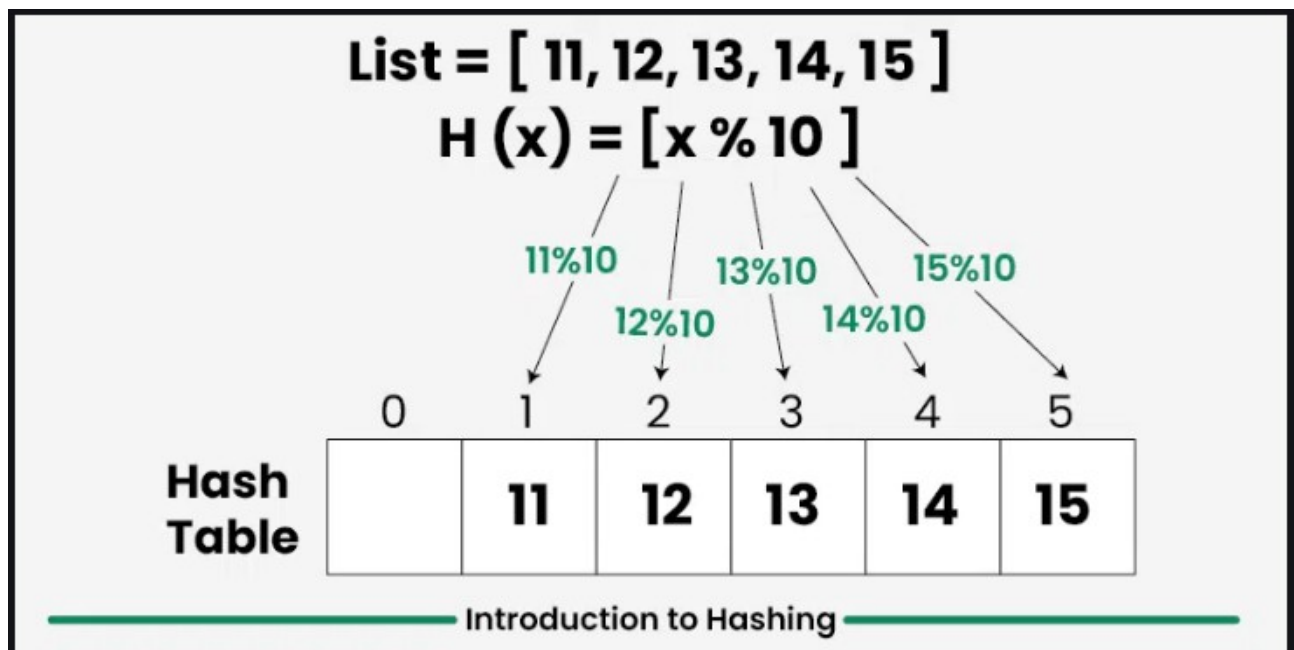 List = [ 11, 12, 13, 14, 15 ]
H (x) = [ x % 10 ]
11%10
13%10
15%10
12%10
14%10
0 1 2 3 4 5
Hash
Table
11 12 13 14 15
Introduction to Hashing